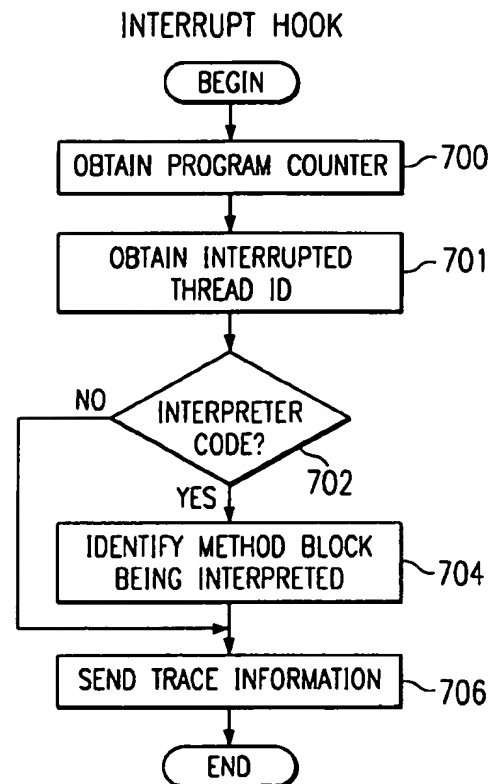 INTERRUPT HOOK
BEGIN
OBTAIN PROGRAM COUNTER
700
OBTAIN INTERRUPTED
THREAD ID
701
NO
INTERPRETER
CODE?
702
YES
IDENTIFY METHOD BLOCK
BEING INTERPRETED
704
SEND TRACE INFORMATION
706
END